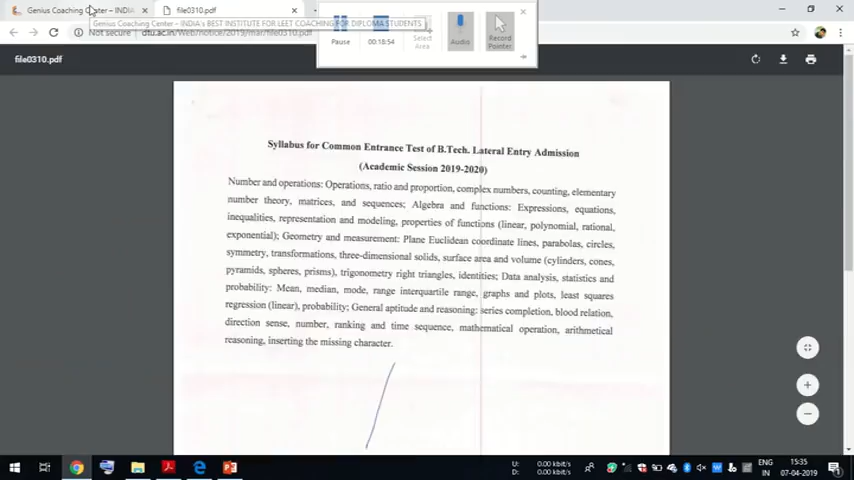 Genius Coaching Center – INDIA
file0310.pdf
Genius Coaching Center – INDIA's BEST INSTITUTE FOR LEET COACHING FOR DIPLOMA STUDENTS
Not secure | dtu.ac.in/Web/notice/2019/mar/file0310.pdf
Pause
00:18:54
Select
Area
Audio
Record
Pointer
file0310.pdf
Syllabus for Common Entrance Test of B.Tech. Lateral Entry Admission
(Academic Session 2019-2020)
Number and operations: Operations, ratio and proportion, complex numbers, counting, elementary
number theory, matrices, and sequences; Algebra and functions: Expressions, equations,
inequalities, representation and modeling, properties of functions (linear, polynomial, rational,
exponential); Geometry and measurement: Plane Euclidean coordinate lines, parabolas, circles,
symmetry, transformations, three-dimensional solids, surface area and volume (cylinders, cones,
pyramids, spheres, prisms), trigonometry right triangles, identities; Data analysis, statistics and
probability: Mean, median, mode, range interquartile range, graphs and plots, least squares
regression (linear), probability; General aptitude and reasoning: series completion, blood relation,
direction sense, number, ranking and time sequence, mathematical operation, arithmetical
reasoning, inserting the missing character.
U: 0.00 kbit/s
D: 0.00 kbit/s
ENG
IN
15:35
07-04-2019